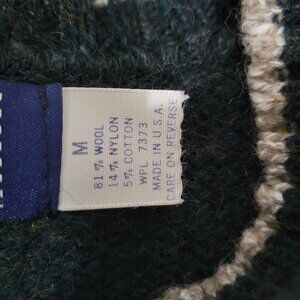 M
81% WOOL
14% NYLON
5% COTTON
WPL 7373
MADE IN U.S.A.
CARE ON REVERSE